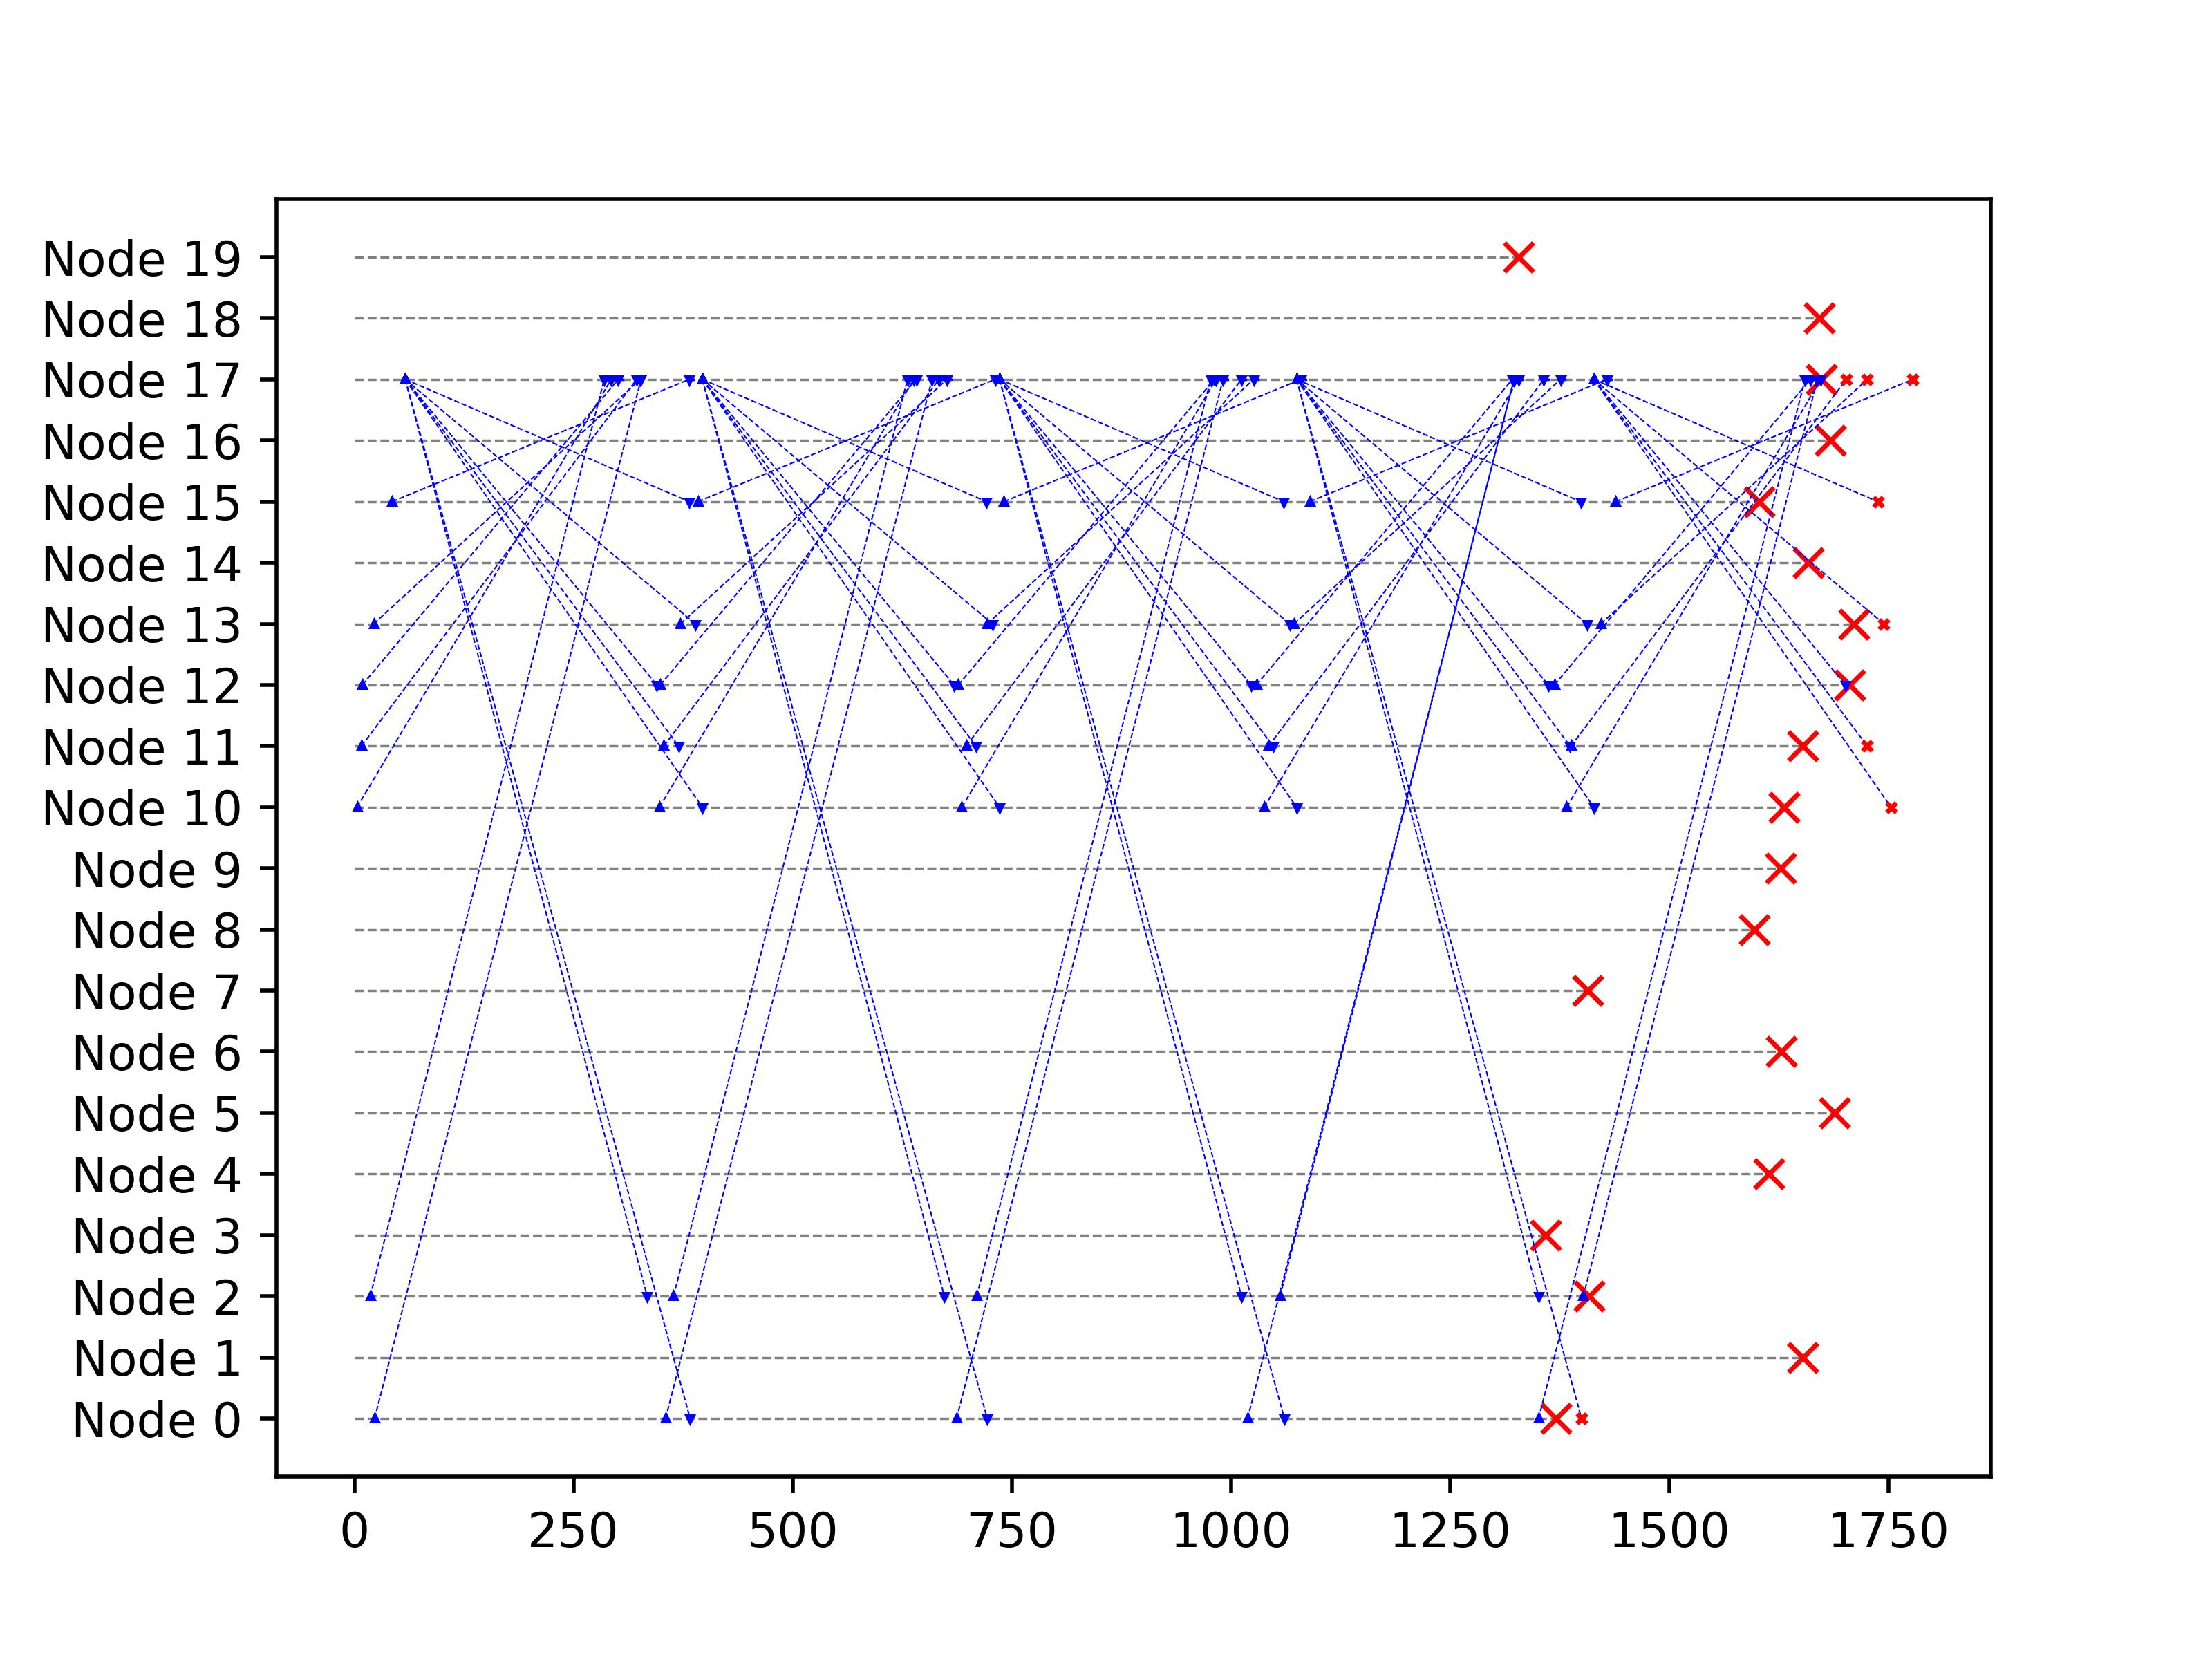 Node 19
Node 18
Node 17
Node 16
Node 15
Node 14
Node 13
Node 12
Node 11
Node 10
Node 9
Node 8
Node 7
Node 6
Node 5
Node 4
Node 3
Node 2
Node 1
Node 0
0 250 500 750 1000 1250 1500 1750